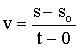 v = (s − s₀) / (t − 0)